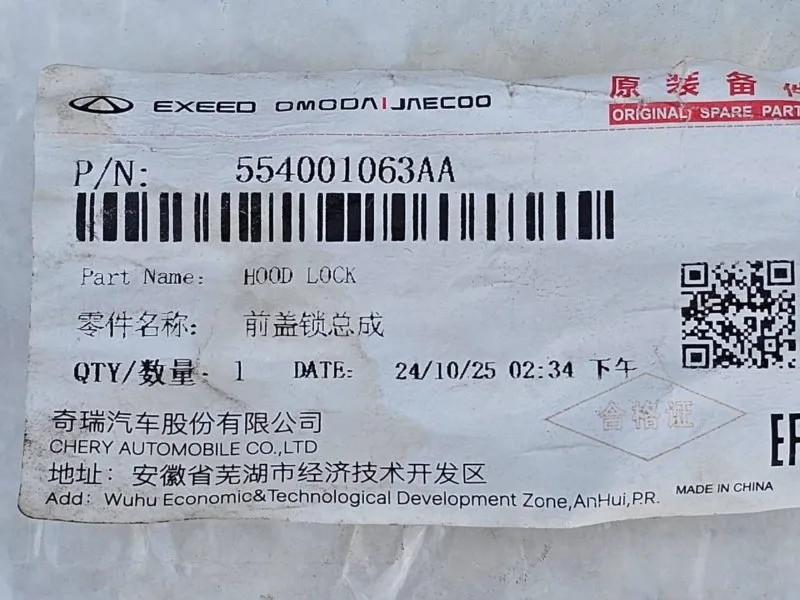 EXEED OMODA|JAECOO
原装备件
ORIGINAL SPARE PART
P/N: 554001063AA
Part Name: HOOD LOCK
零件名称: 前盖锁总成
QTY/数量: 1 DATE: 24/10/25 02:34 下午
合格证
奇瑞汽车股份有限公司
CHERY AUTOMOBILE CO.,LTD
地址: 安徽省芜湖市经济技术开发区
Add: Wuhu Economic&Technological Development Zone,AnHui,P.R.
MADE IN CHINA